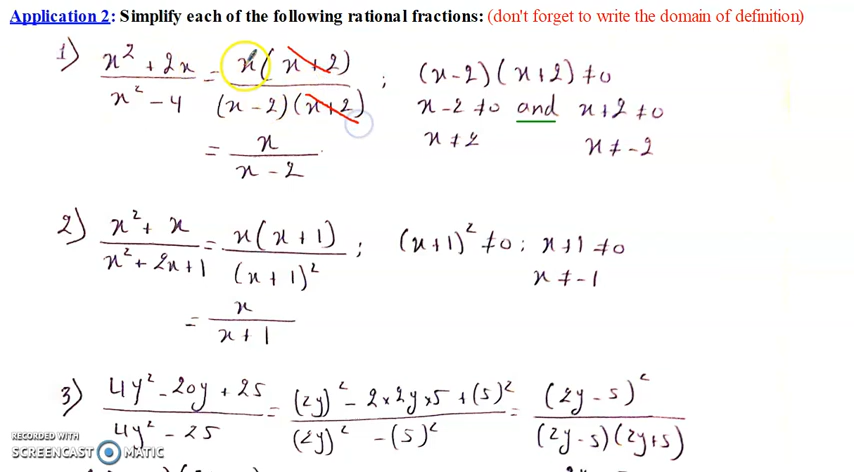 Application 2: Simplify each of the following rational fractions: (don't forget to write the domain of definition)
1) (x² + 2x)/(x² - 4) = x(x+2)/((x-2)(x+2)) ; (x-2)(x+2)≠0
x-2≠0 and x+2≠0
= x/(x-2) x≠2 x≠-2
2) (x² + x)/(x² + 2x + 1) = x(x+1)/(x+1)² ; (x+1)²≠0 ; x+1≠0
x≠-1
= x/(x+1)
3) (4y² - 20y + 25)/(4y² - 25) = ((2y)² - 2×2y×5 + (5)²)/((2y)² - (5)²) = (2y-5)²/((2y-5)(2y+5))
RECORDED WITH
SCREENCAST MATIC